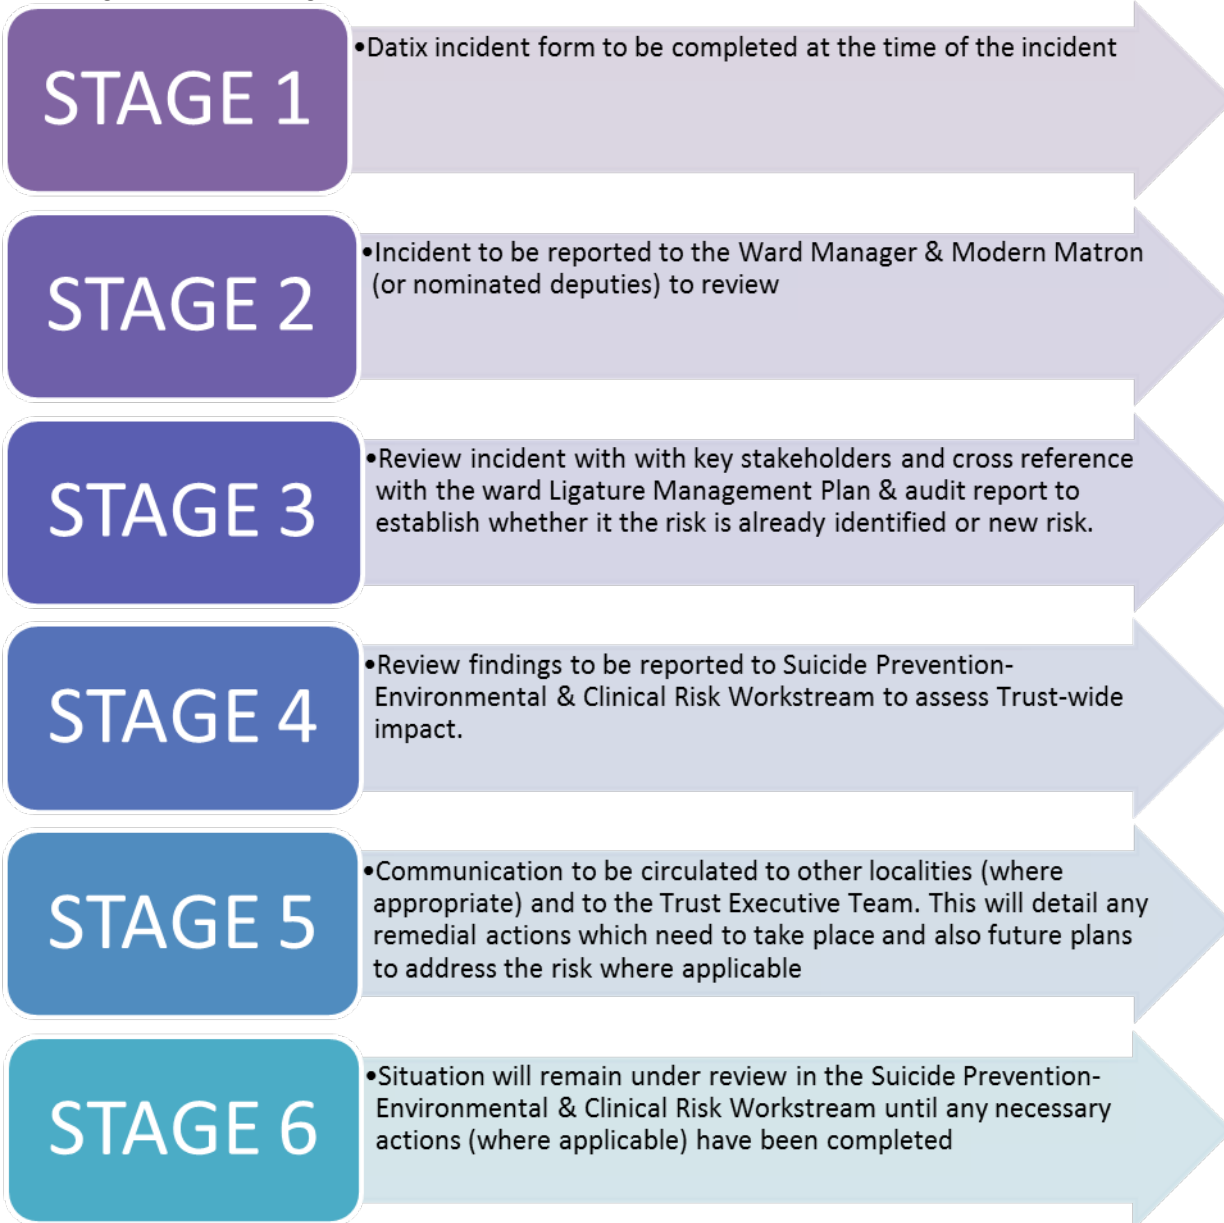 STAGE 1
•Datix incident form to be completed at the time of the incident
STAGE 2
•Incident to be reported to the Ward Manager & Modern Matron
(or nominated deputies) to review
STAGE 3
•Review incident with with key stakeholders and cross reference
with the ward Ligature Management Plan & audit report to
establish whether it the risk is already identified or new risk.
STAGE 4
•Review findings to be reported to Suicide Prevention-
Environmental & Clinical Risk Workstream to assess Trust-wide
impact.
STAGE 5
•Communication to be circulated to other localities (where
appropriate) and to the Trust Executive Team. This will detail any
remedial actions which need to take place and also future plans
to address the risk where applicable
STAGE 6
•Situation will remain under review in the Suicide Prevention-
Environmental & Clinical Risk Workstream until any necessary
actions (where applicable) have been completed